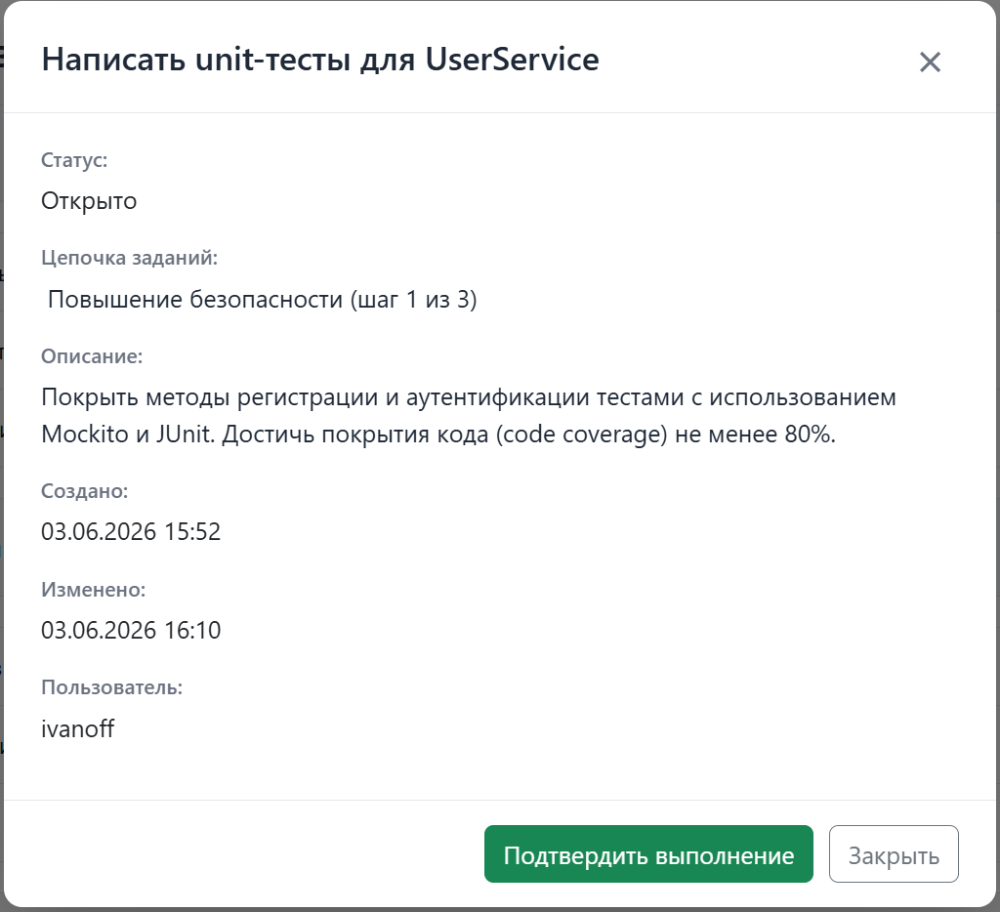 Написать unit-тесты для UserService
Статус:
Открыто
Цепочка заданий:
Повышение безопасности (шаг 1 из 3)
Описание:
Покрыть методы регистрации и аутентификации тестами с использованием
Mockito и JUnit. Достичь покрытия кода (code coverage) не менее 80%.
Создано:
03.06.2026 15:52
Изменено:
03.06.2026 16:10
Пользователь:
ivanoff
Подтвердить выполнение
Закрыть